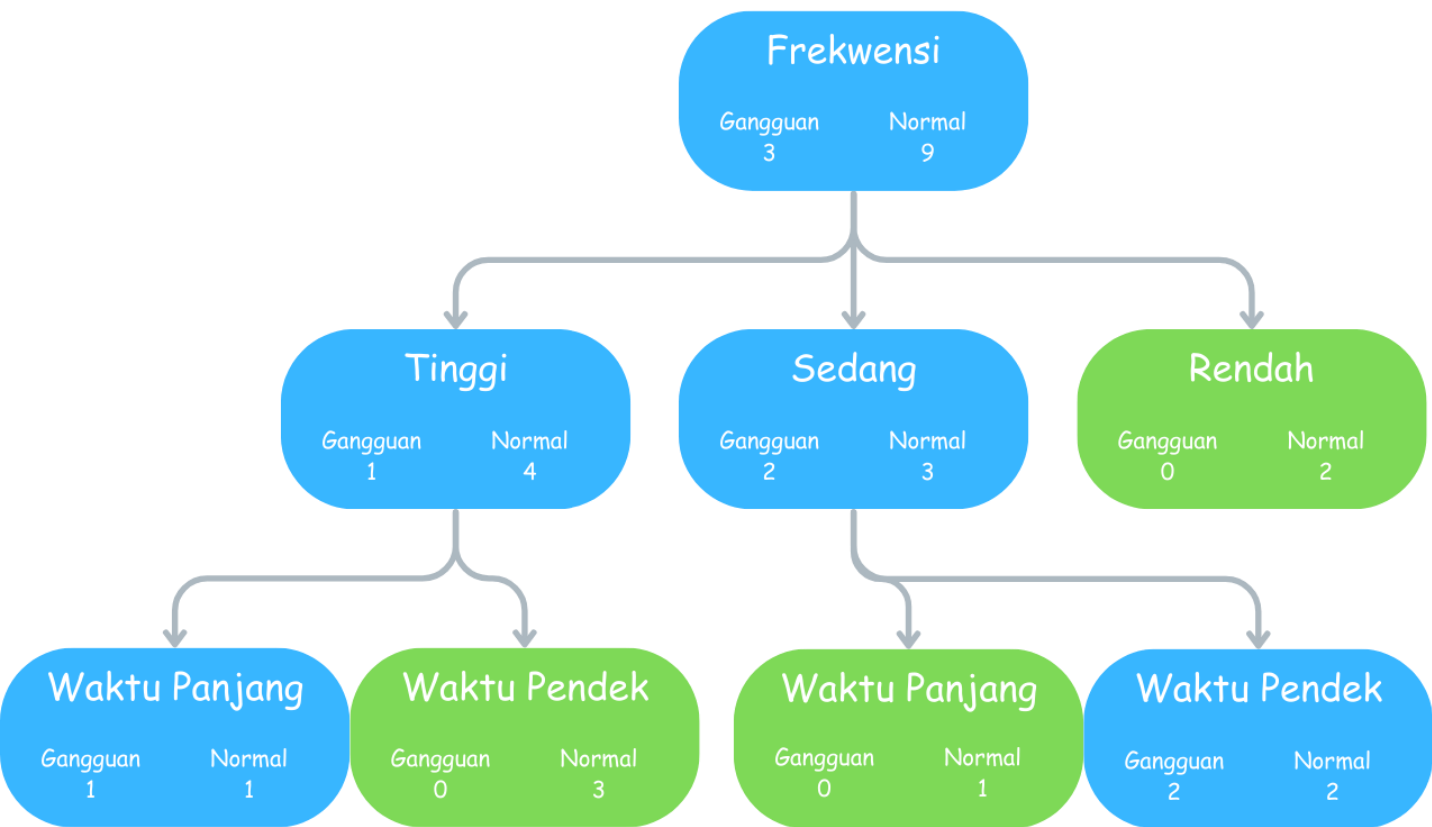 Frekwensi
Gangguan Normal
3 9
Tinggi
Gangguan Normal
1 4
Sedang
Gangguan Normal
2 3
Rendah
Gangguan Normal
0 2
Waktu Panjang
Gangguan Normal
1 1
Waktu Pendek
Gangguan Normal
0 3
Waktu Panjang
Gangguan Normal
0 1
Waktu Pendek
Gangguan Normal
2 2